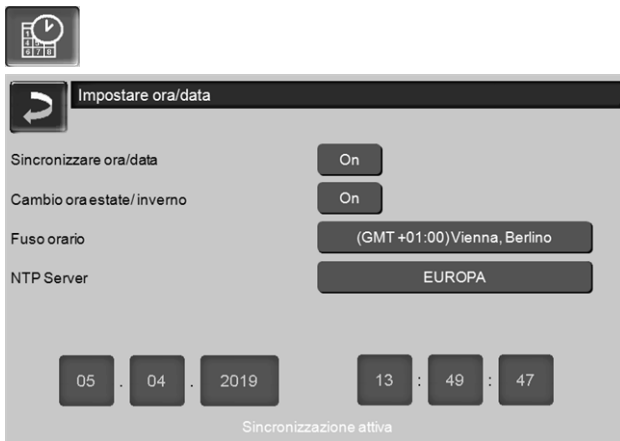 Impostare ora/data
Sincronizzare ora/data On
Cambio ora estate/inverno On
Fuso orario (GMT +01:00) Vienna, Berlino
NTP Server EUROPA
05 . 04 . 2019 13 : 49 : 47
Sincronizzazione attiva